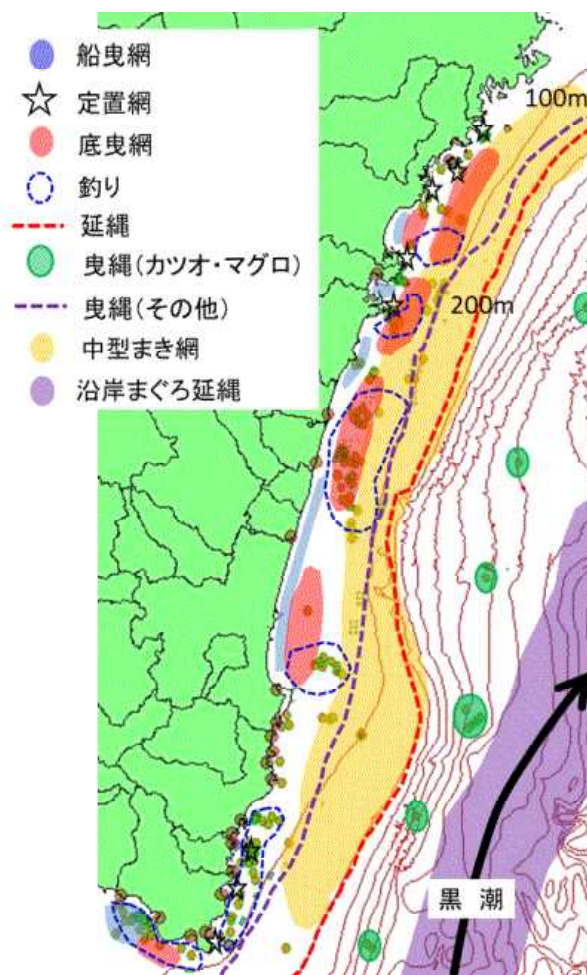 船曳網
定置網
底曳網
釣り
延縄
曳縄(カツオ・マグロ)
曳縄(その他)
中型まき網
沿岸まぐろ延縄
100m
200m
黒潮